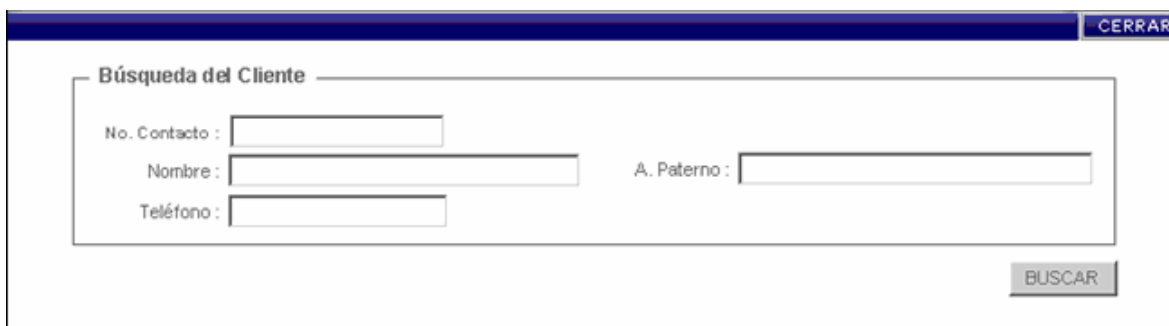 CERRAR
Búsqueda del Cliente
No. Contacto :
Nombre : A. Paterno :
Teléfono :
BUSCAR